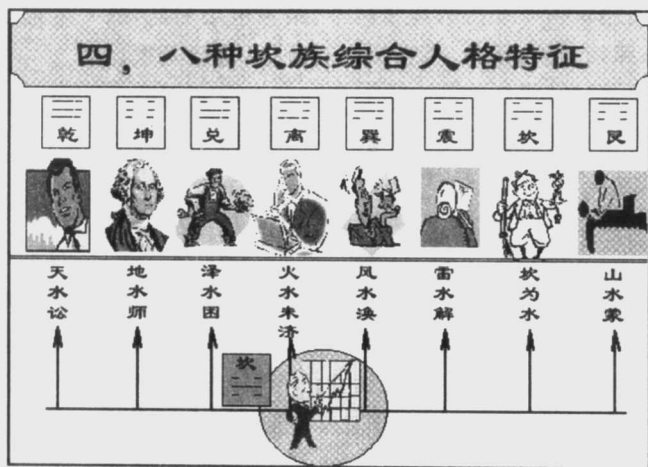 四，八种坎族综合人格特征
乾 坤 兑 离 巽 震 坎 艮
天水讼
地水师
泽水困
火水未济
风水涣
雷水解
坎为水
山水蒙
坎